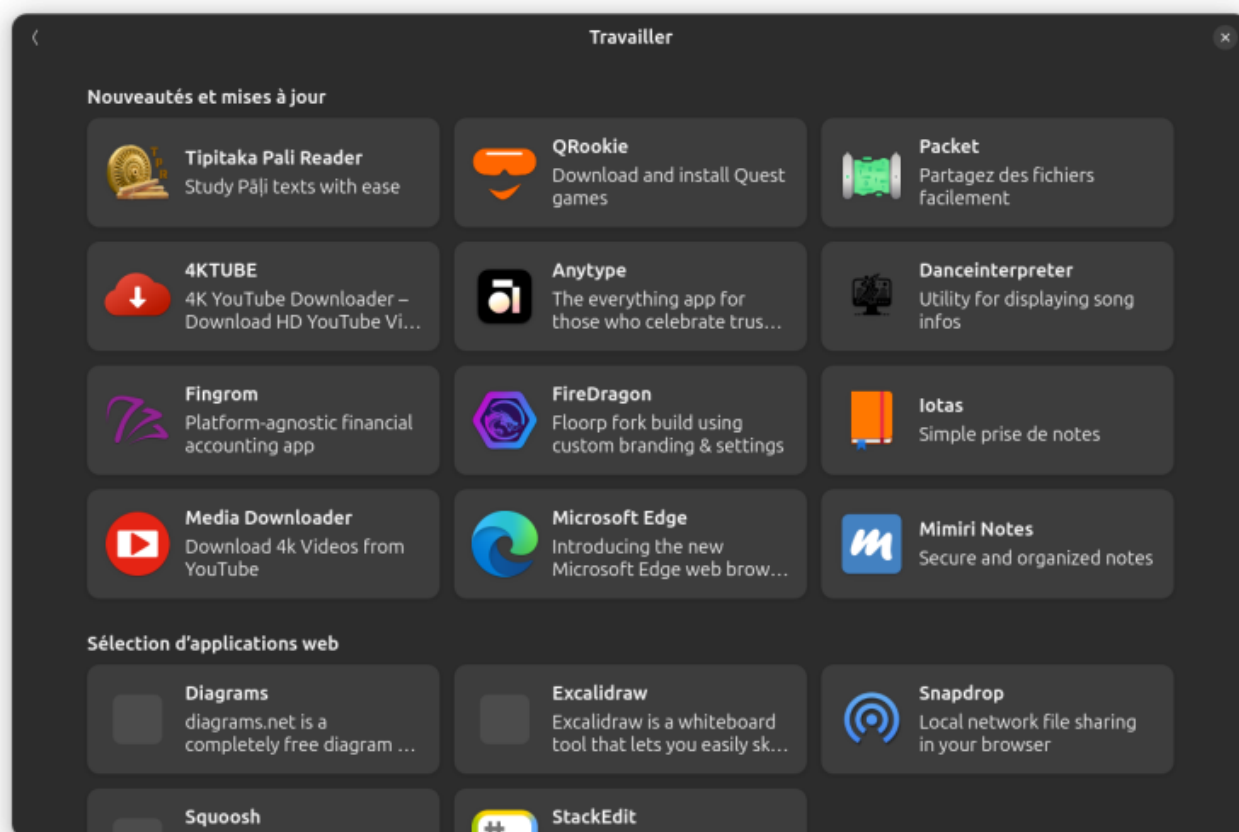 Travailler
Nouveautés et mises à jour
Tipitaka Pali Reader
Study Pāḷi texts with ease
QRookie
Download and install Quest
games
Packet
Partagez des fichiers
facilement
4KTUBE
4K YouTube Downloader –
Download HD YouTube Vi...
Anytype
The everything app for
those who celebrate trus...
Danceinterpreter
Utility for displaying song
infos
Fingrom
Platform-agnostic financial
accounting app
FireDragon
Floorp fork build using
custom branding & settings
Iotas
Simple prise de notes
Media Downloader
Download 4k Videos from
YouTube
Microsoft Edge
Introducing the new
Microsoft Edge web brow...
Mimiri Notes
Secure and organized notes
Sélection d'applications web
Diagrams
diagrams.net is a
completely free diagram ...
Excalidraw
Excalidraw is a whiteboard
tool that lets you easily sk...
Snapdrop
Local network file sharing
in your browser
Squoosh
StackEdit